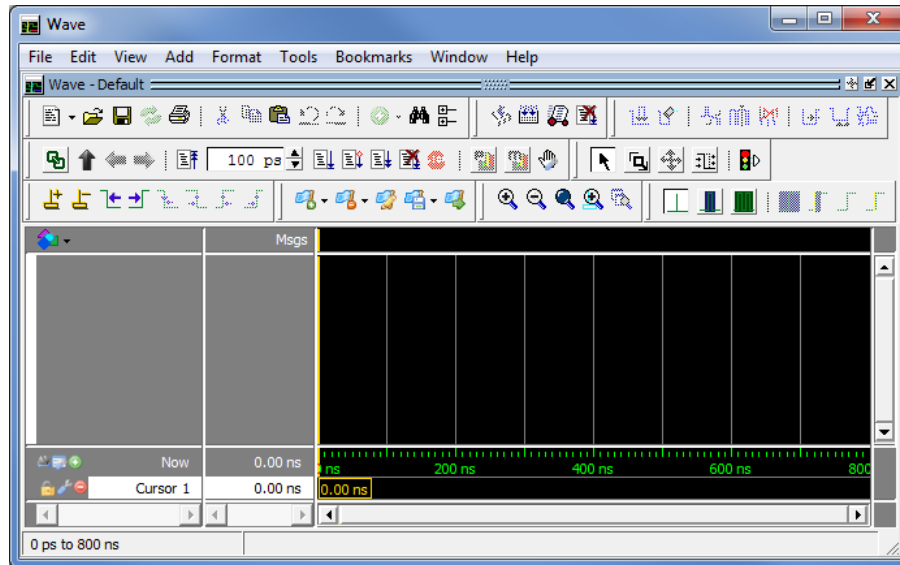 Wave
File Edit View Add Format Tools Bookmarks Window Help
Wave - Default
100 ps
Msgs
Now 0.00 ns
ns 200 ns 400 ns 600 ns 800
Cursor 1 0.00 ns 0.00 ns
0 ps to 800 ns